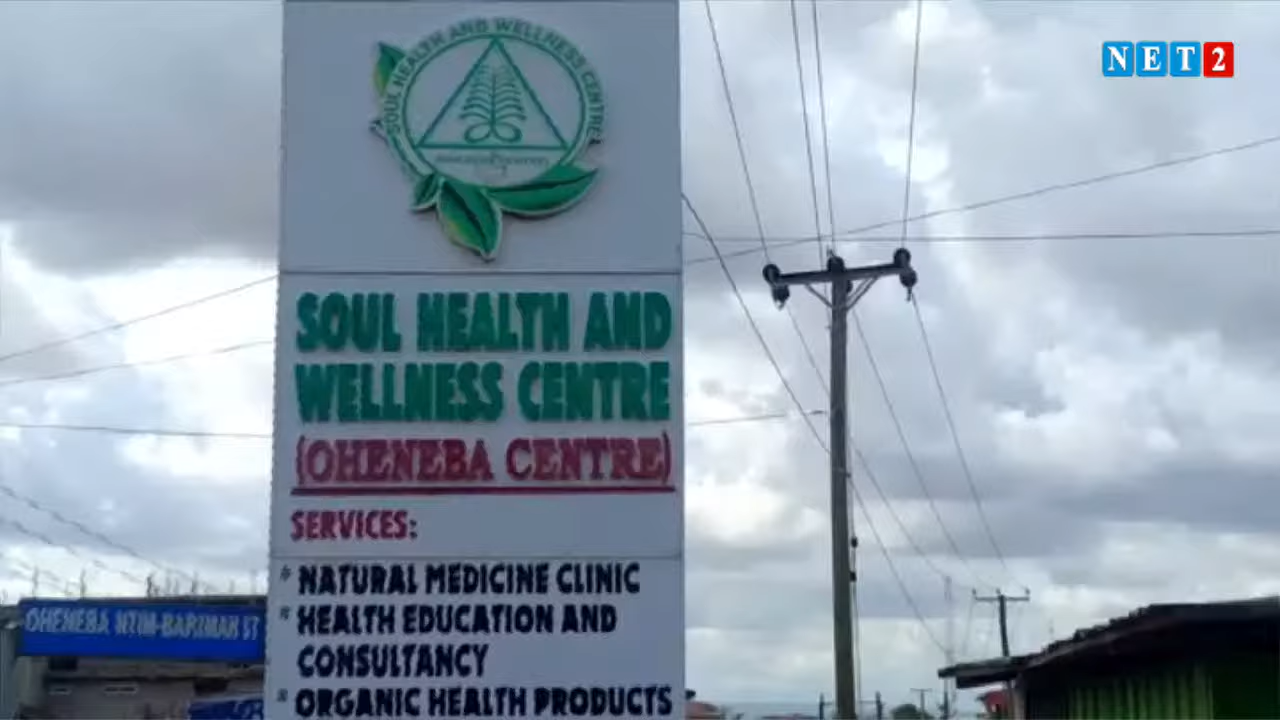 NET2
SOUL HEALTH AND WELLNESS CENTRE
SOUL HEALTH AND
WELLNESS CENTRE
(OHENEBA CENTRE)
SERVICES:
* NATURAL MEDICINE CLINIC
* HEALTH EDUCATION AND
CONSULTANCY
* ORGANIC HEALTH PRODUCTS
OHENEBA NTIM-BARIMAH ST